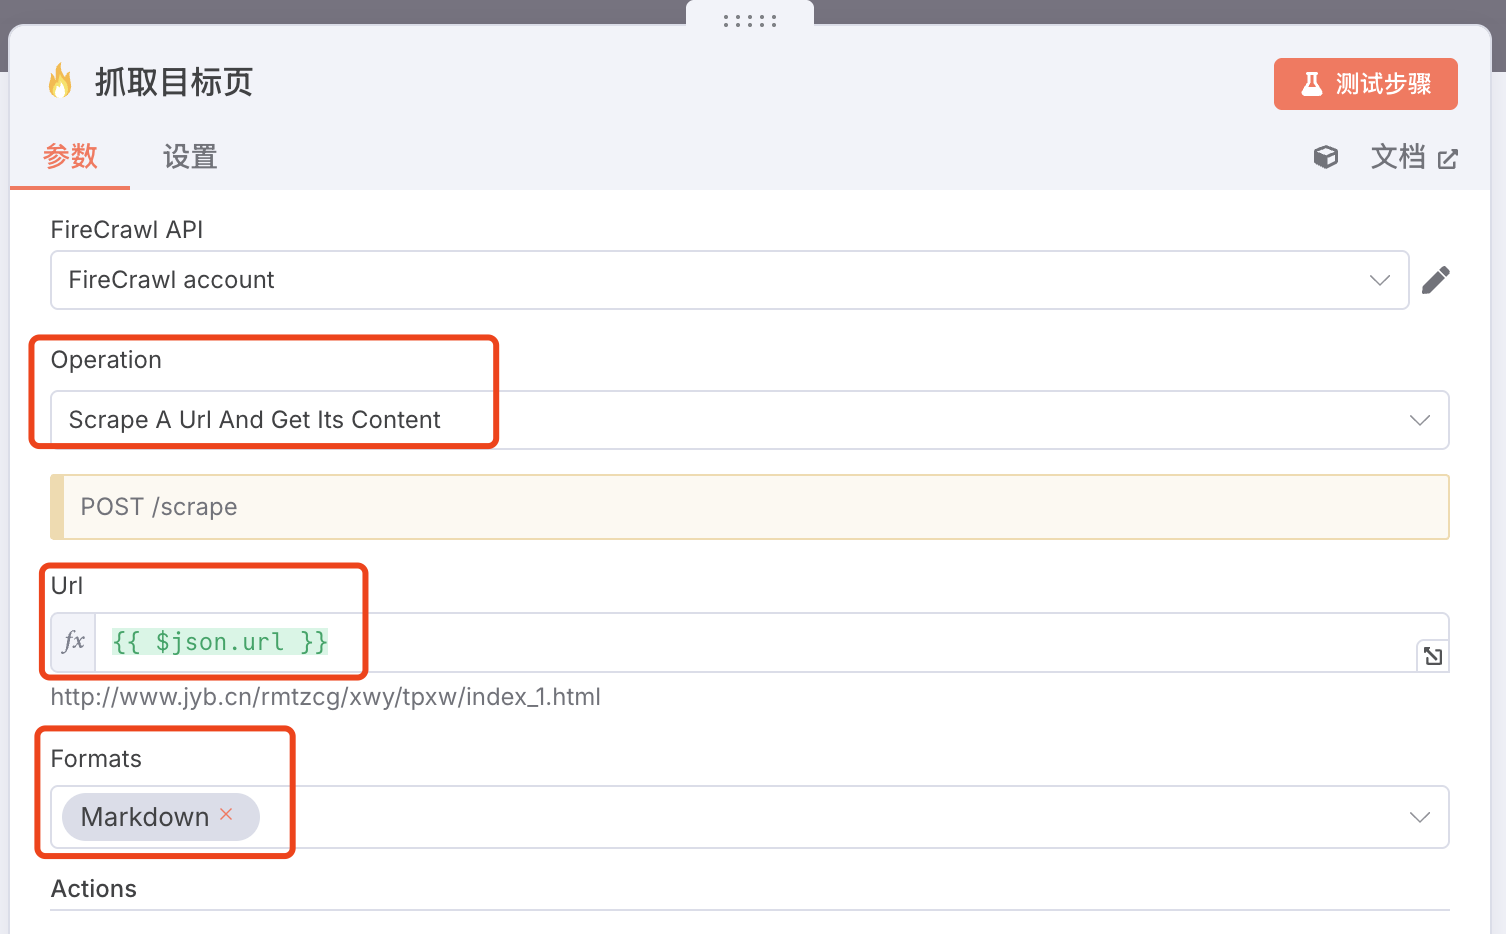 抓取目标页
测试步骤
参数
设置
文档
FireCrawl API
FireCrawl account
Operation
Scrape A Url And Get Its Content
POST /scrape
Url
fx
{{ $json.url }}
http://www.jyb.cn/rmtzcg/xwy/tpxw/index_1.html
Formats
Markdown ×
Actions